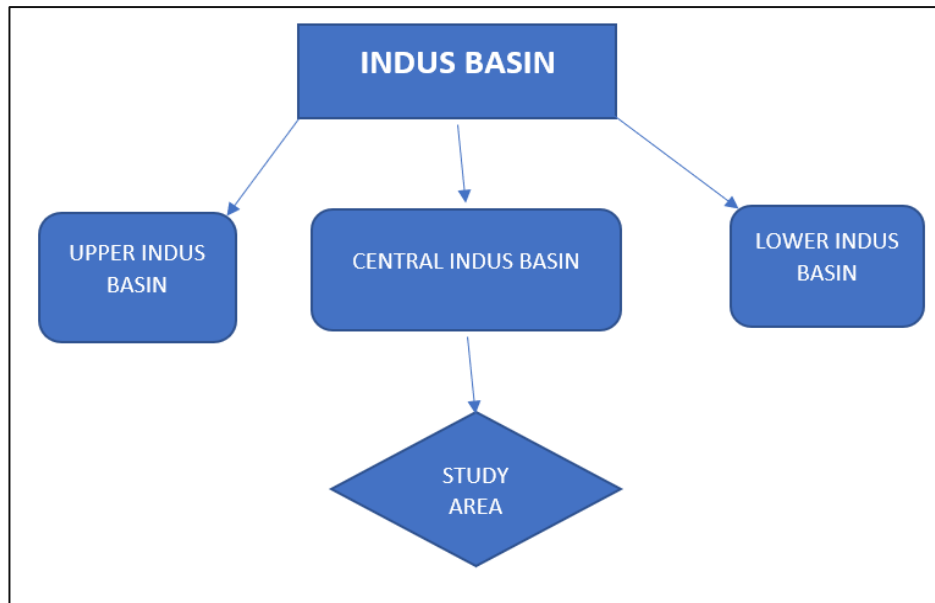 INDUS BASIN
UPPER INDUS
BASIN
CENTRAL INDUS BASIN
LOWER INDUS
BASIN
STUDY
AREA